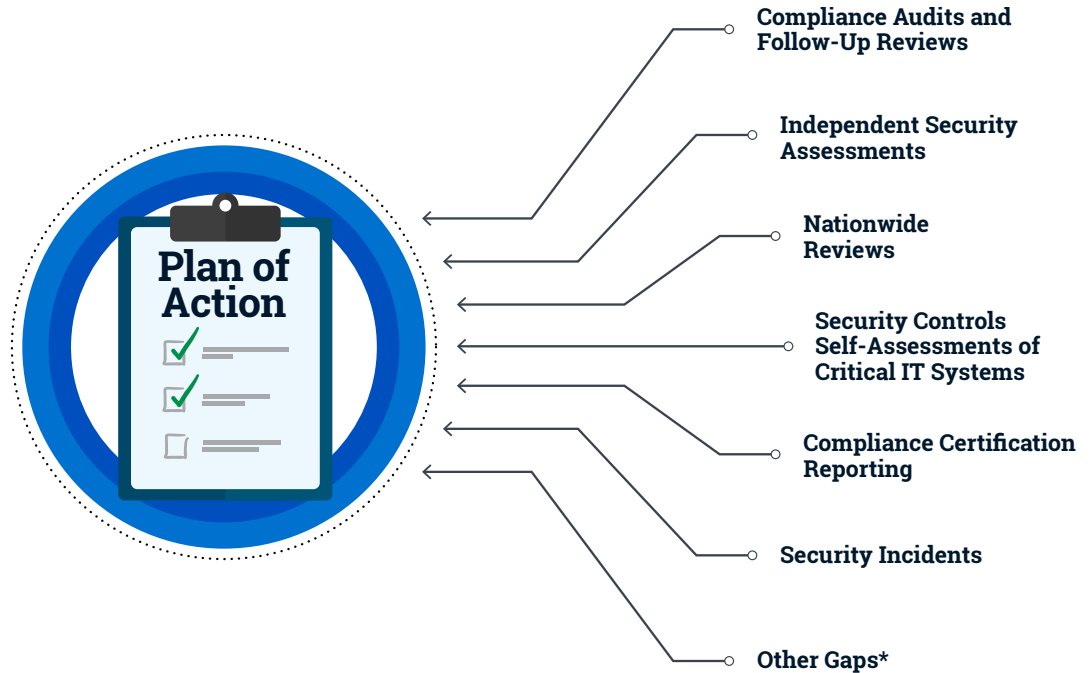 Plan of
Action
Compliance Audits and
Follow-Up Reviews
Independent Security
Assessments
Nationwide
Reviews
Security Controls
Self-Assessments of
Critical IT Systems
Compliance Certification
Reporting
Security Incidents
Other Gaps*